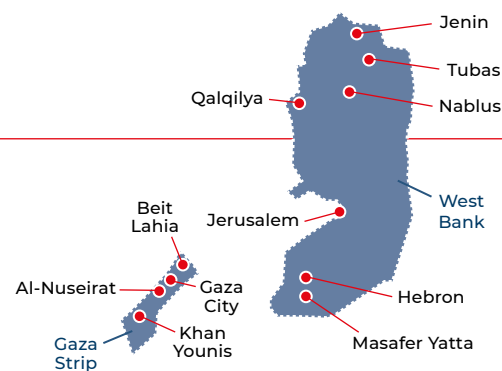 Jenin
Tubas
Qalqilya
Nablus
West
Bank
Jerusalem
Beit
Lahia
Al-Nuseirat
Gaza
City
Hebron
Khan
Younis
Gaza
Strip
Masafer Yatta